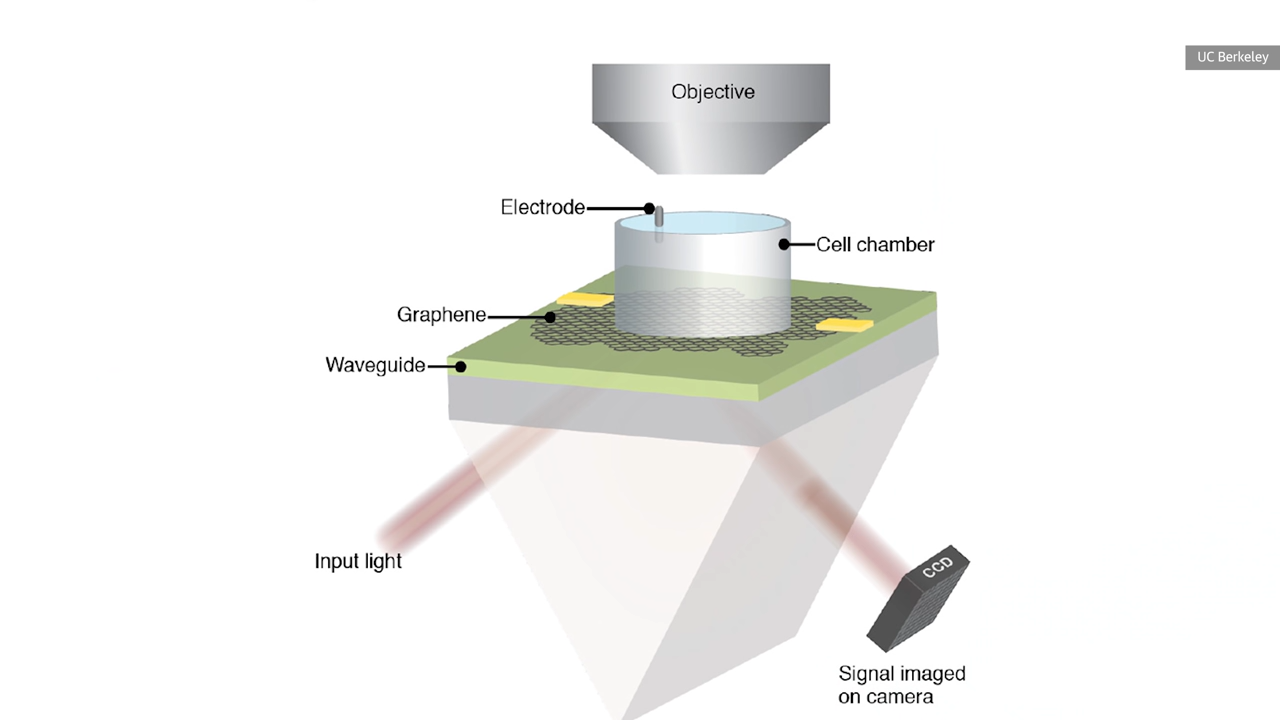 UC Berkeley
Objective
Electrode
Cell chamber
Graphene
Waveguide
Input light
CCD
Signal imaged
on camera